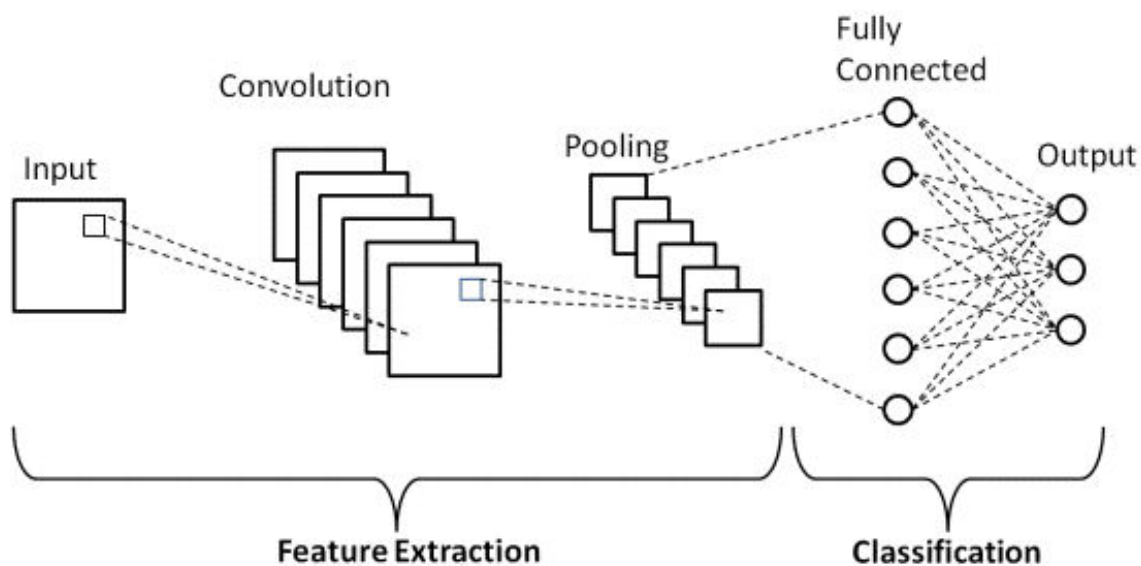 Input
Convolution
Pooling
Fully
Connected
Output
Feature Extraction
Classification